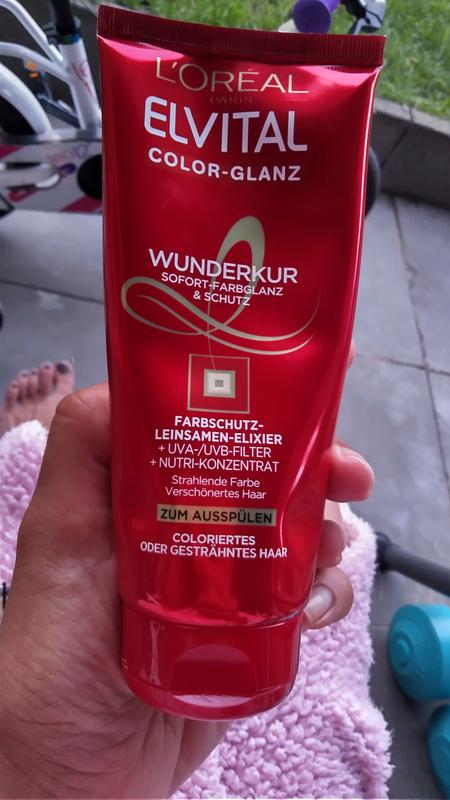 L'ORÉAL
PARIS
ELVITAL
COLOR-GLANZ
WUNDERKUR
SOFORT-FARBGLANZ
& SCHUTZ
FARBSCHUTZ-
LEINSAMEN-ELIXIER
+ UVA-/UVB-FILTER
+ NUTRI-KONZENTRAT
Strahlende Farbe
Verschönertes Haar
ZUM AUSSPÜLEN
COLORIERTES
ODER GESTRÄHNTES HAAR